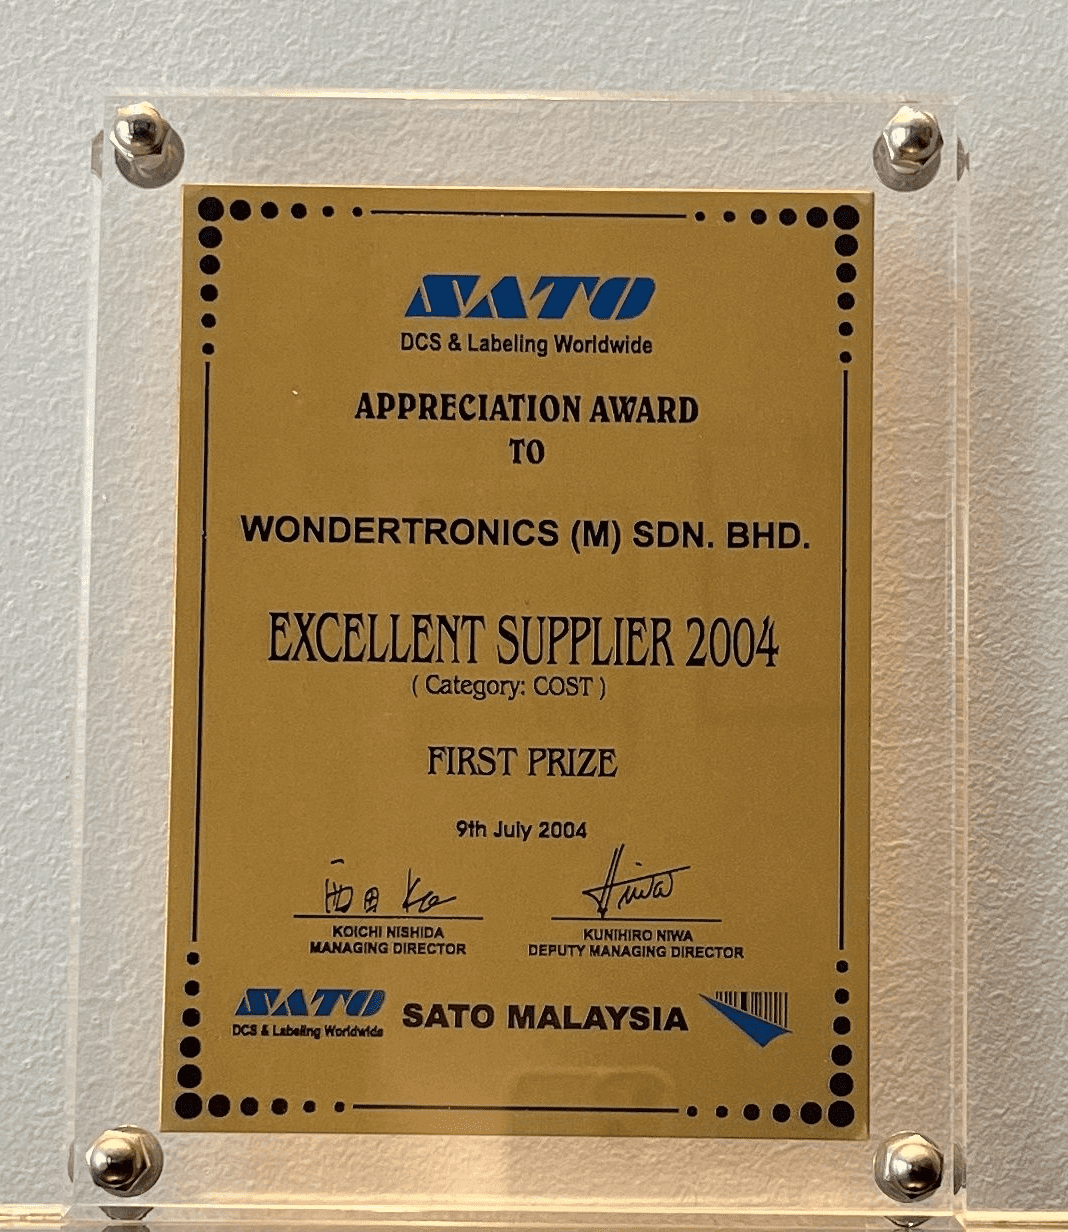 SATO
DCS & Labeling Worldwide
APPRECIATION AWARD
TO
WONDERTRONICS (M) SDN. BHD.
EXCELLENT SUPPLIER 2004
( Category: COST )
FIRST PRIZE
9th July 2004
Hiwa
KOICHI NISHIDA
MANAGING DIRECTOR
KUNIHIRO NIWA
DEPUTY MANAGING DIRECTOR
SATO
DCS & Labeling Worldwide
SATO MALAYSIA